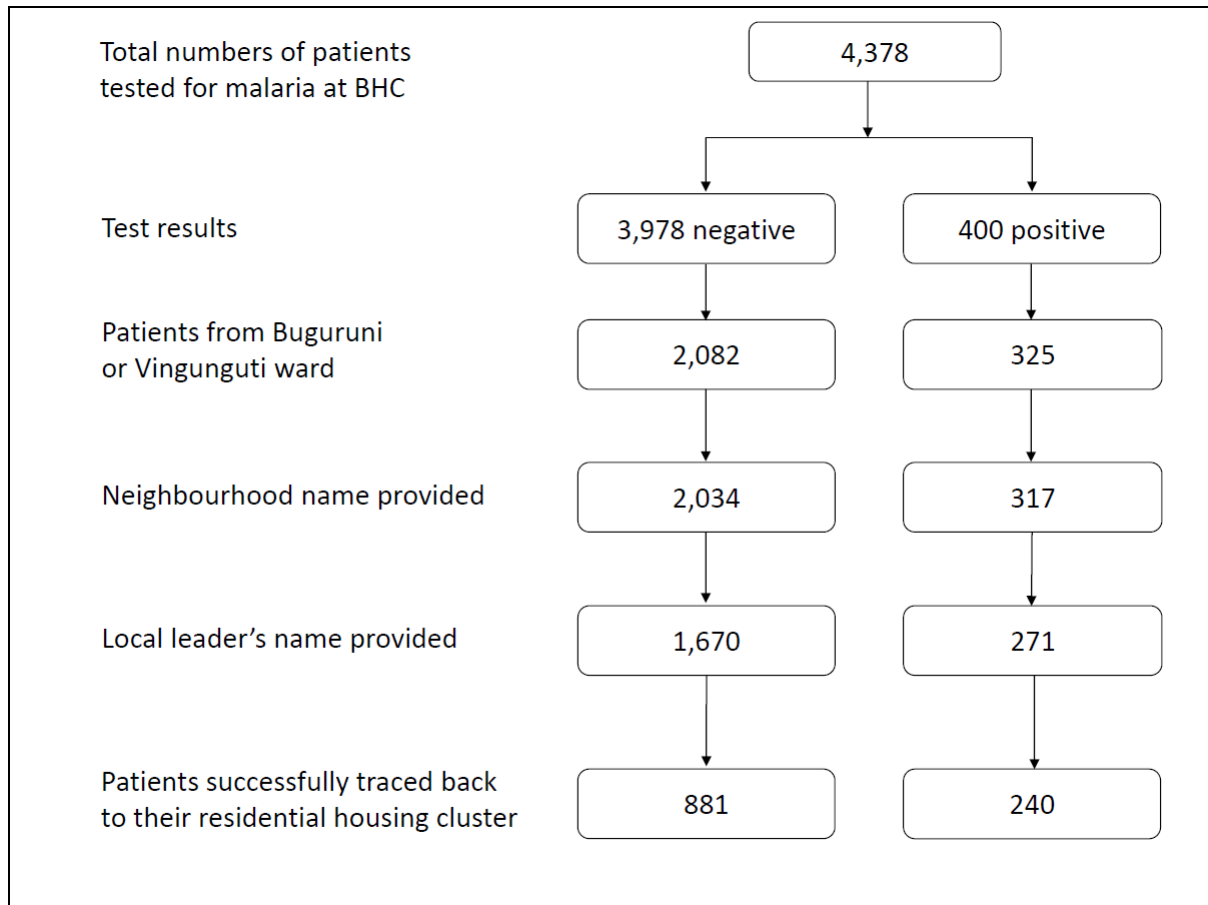 Total numbers of patients
tested for malaria at BHC
4,378
Test results
3,978 negative
400 positive
Patients from Buguruni
or Vingunguti ward
2,082
325
Neighbourhood name provided
2,034
317
Local leader’s name provided
1,670
271
Patients successfully traced back
to their residential housing cluster
881
240